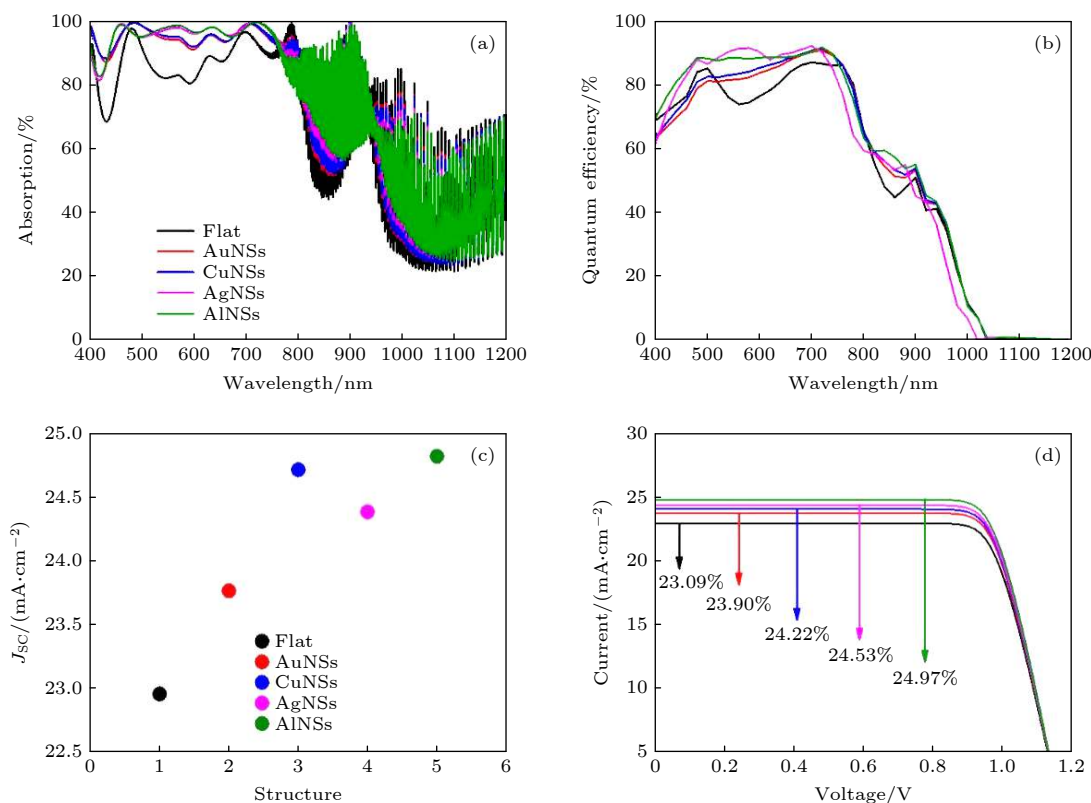 (a)
100
80
60
40
20
0
Absorption/%
Flat
AuNSs
CuNSs
AgNSs
AlNSs
400 500 600 700 800 900 1000 1100 1200
Wavelength/nm
(b)
100
80
60
40
20
0
Quantum efficiency/%
400 500 600 700 800 900 1000 1100 1200
Wavelength/nm
(c)
25.0
24.5
24.0
23.5
23.0
22.5
J_SC/(mA·cm⁻²)
Flat
AuNSs
CuNSs
AgNSs
AlNSs
0 1 2 3 4 5 6
Structure
(d)
30
25
20
15
10
5
Current/(mA·cm⁻²)
23.09%
23.90%
24.22%
24.53%
24.97%
0 0.2 0.4 0.6 0.8 1.0 1.2
Voltage/V